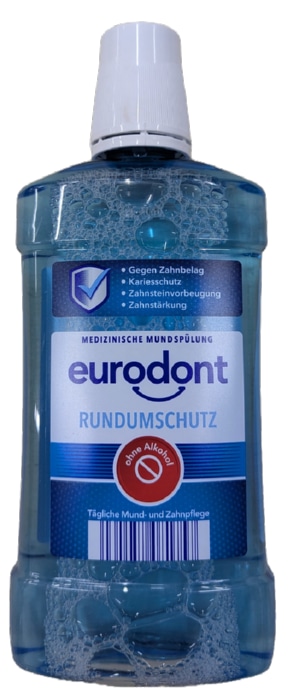 • Gegen Zahnbelag
• Kariesschutz
• Zahnsteinvorbeugung
• Zahnstärkung
MEDIZINISCHE MUNDSPÜLUNG
eurodont
RUNDUMSCHUTZ
ohne Alkohol
Tägliche Mund- und Zahnpflege